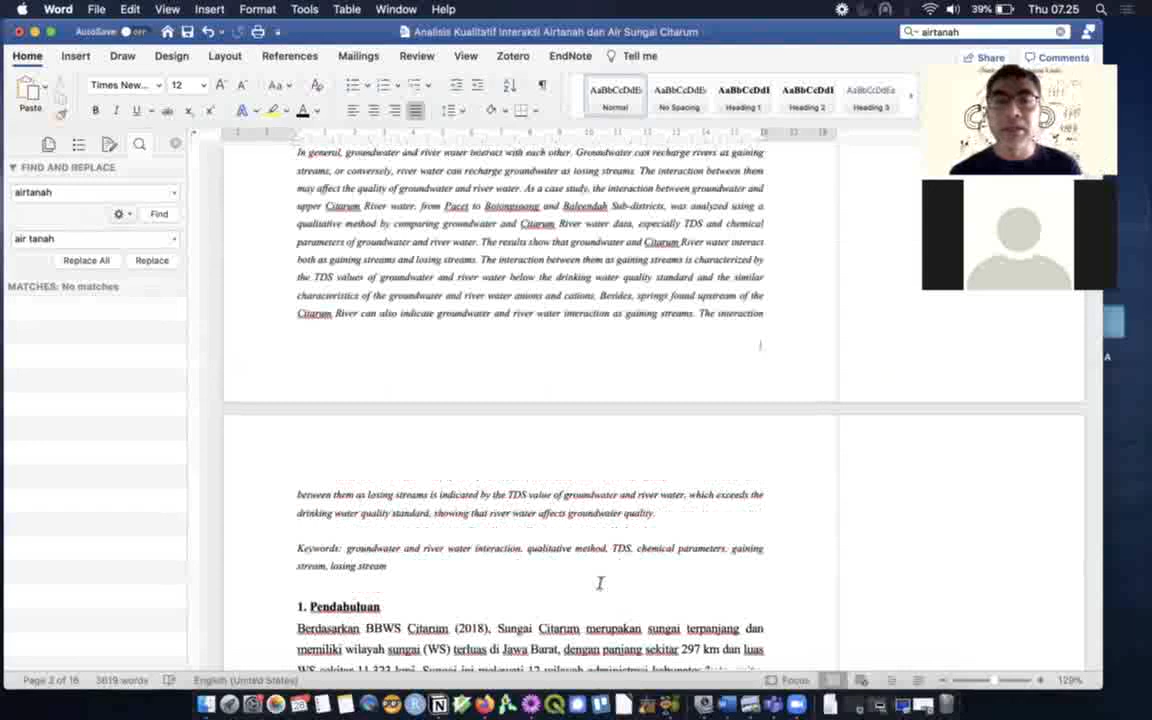 Word File Edit View Insert Format Tools Table Window Help 39% Thu 07.25
AutoSave OFF Analisis Kualitatif Interaksi Airtanah dan Air Sungai Citarum airtanah
Home Insert Draw Design Layout References Mailings Review View Zotero EndNote Tell me Share Comments
Paste Times New... 12 Normal No Spacing Heading 1 Heading 2 Heading 3
FIND AND REPLACE
airtanah
Find
air tanah
Replace All Replace
MATCHES: No matches
In general, groundwater and river water interact with each other. Groundwater can recharge rivers as gaining
streams, or conversely, river water can recharge groundwater as losing streams. The interaction between them
may affect the quality of groundwater and river water. As a case study, the interaction between groundwater and
upper Citarum River water, from Pacet to Bojongsoang and Baleendah Sub-districts, was analyzed using a
qualitative method by comparing groundwater and Citarum River water data, especially TDS and chemical
parameters of groundwater and river water. The results show that groundwater and Citarum River water interact
both as gaining streams and losing streams. The interaction between them as gaining streams is characterized by
the TDS values of groundwater and river water below the drinking water quality standard and the similar
characteristics of the groundwater and river water anions and cations. Besides, springs found upstream of the
Citarum River can also indicate groundwater and river water interaction as gaining streams. The interaction
1
between them as losing streams is indicated by the TDS value of groundwater and river water, which exceeds the
drinking water quality standard, showing that river water affects groundwater quality.
Keywords: groundwater and river water interaction, qualitative method, TDS, chemical parameters, gaining
stream, losing stream
1. Pendahuluan
Berdasarkan BBWS Citarum (2018), Sungai Citarum merupakan sungai terpanjang dan
memiliki wilayah sungai (WS) terluas di Jawa Barat, dengan panjang sekitar 297 km dan luas
WS sekitar 11.323 km². Sungai ini melewati 12 wilayah administrasi kabupaten
Page 2 of 16 3619 words English (United States) Focus 129%